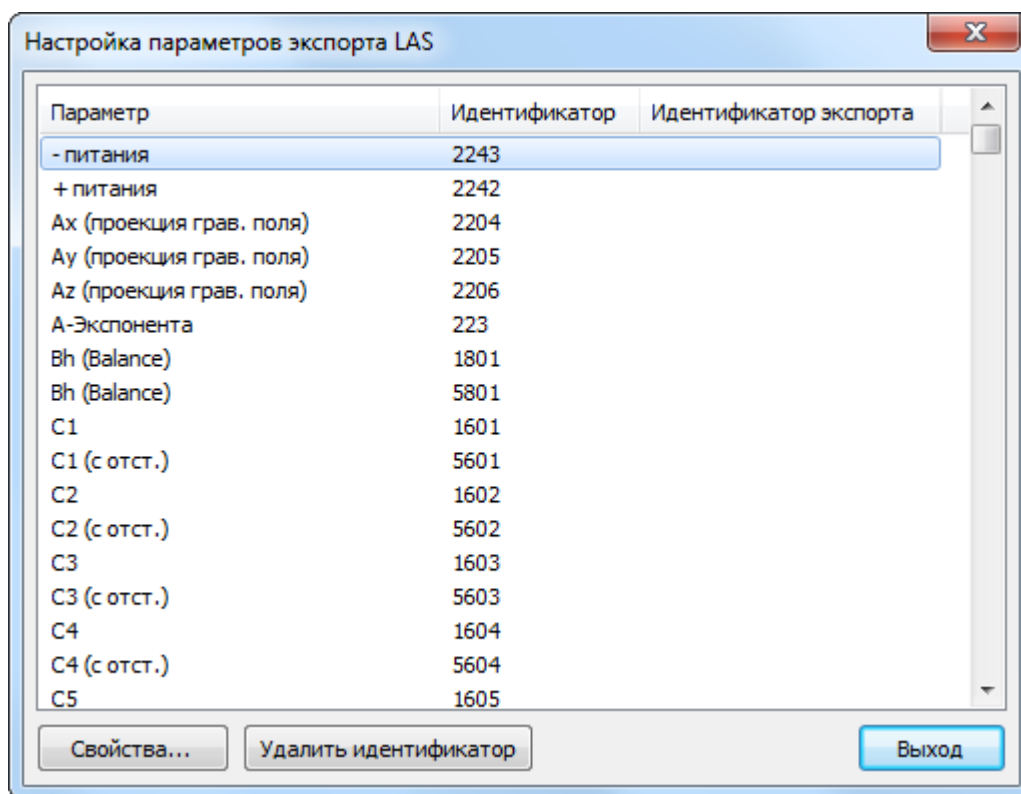 Настройка параметров экспорта LAS
Параметр Идентификатор Идентификатор экспорта
- питания 2243
+ питания 2242
Ax (проекция грав. поля) 2204
Ay (проекция грав. поля) 2205
Az (проекция грав. поля) 2206
А-Экспонента 223
Bh (Balance) 1801
Bh (Balance) 5801
C1 1601
C1 (с отст.) 5601
C2 1602
C2 (с отст.) 5602
C3 1603
C3 (с отст.) 5603
C4 1604
C4 (с отст.) 5604
C5 1605
Свойства... Удалить идентификатор Выход